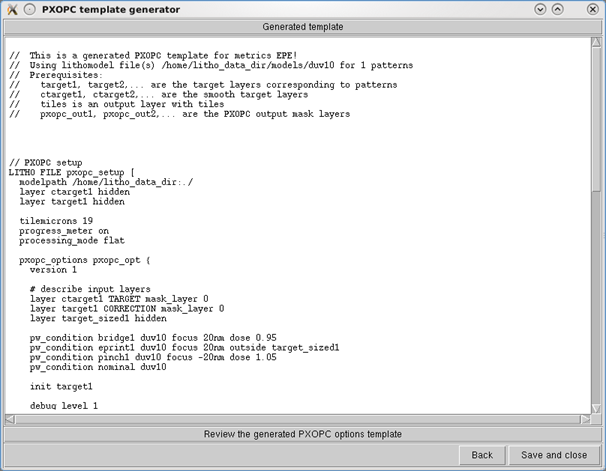 PXOPC template generator
Generated template
//  This is a generated PXOPC template for metrics EPE!
//  Using lithomodel file(s) /home/litho_data_dir/models/duv10 for 1 patterns
//  Prerequisites:
//    target1, target2,... are the target layers corresponding to patterns
//    ctarget1, ctarget2,... are the smooth target layers
//    tiles is an output layer with tiles
//    pxopc_out1, pxopc_out2,... are the PXOPC output mask layers
// PXOPC setup
LITHO FILE pxopc_setup [
  modelpath /home/litho_data_dir:./
  layer ctarget1 hidden
  layer target1 hidden
  tilemicrons 19
  progress_meter on
  processing_mode flat
  pxopc_options pxopc_opt {
    version 1
    # describe input layers
    layer ctarget1 TARGET mask_layer 0
    layer target1 CORRECTION mask_layer 0
    layer target_sized1 hidden
    pw_condition bridge1 duv10 focus 20nm dose 0.95
    pw_condition eprint1 duv10 focus 20nm outside target_sized1
    pw_condition pinch1 duv10 focus -20nm dose 1.05
    pw_condition nominal duv10
    init target1
    debug level 1
Review the generated PXOPC options template
Back
Save and close